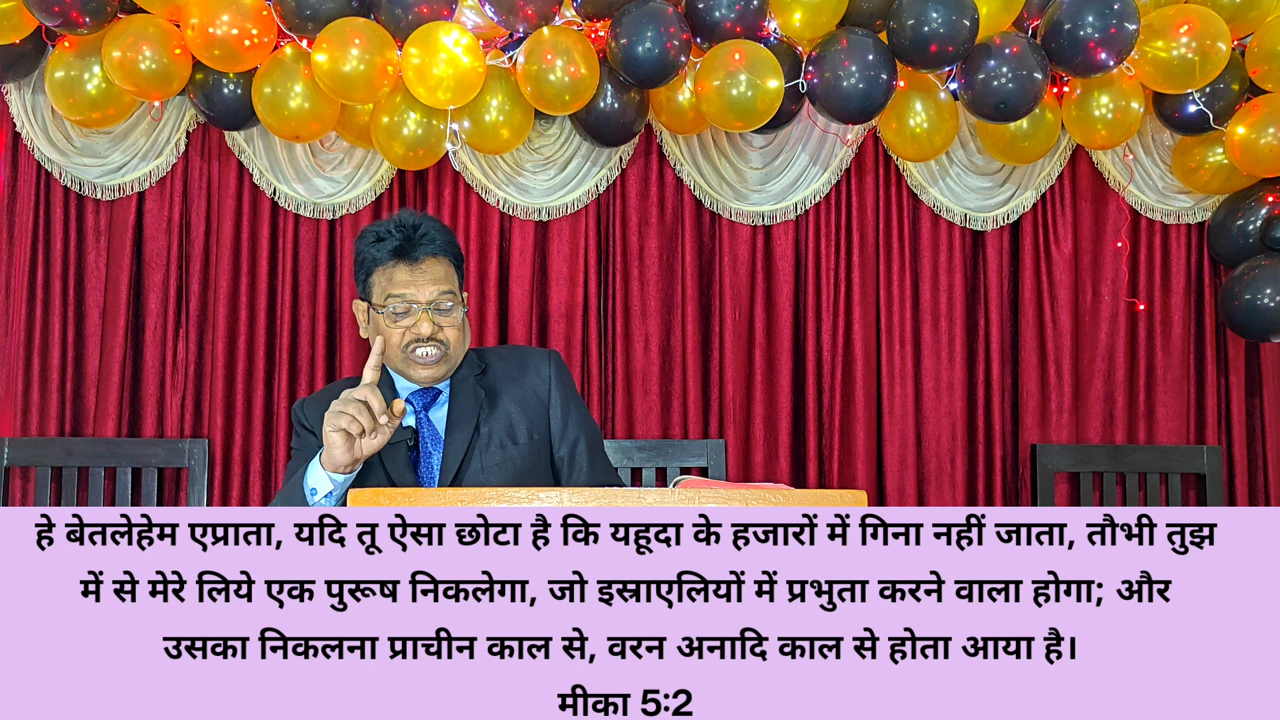 हे बेतलेहेम एप्राता, यदि तू ऐसा छोटा है कि यहूदा के हजारों में गिना नहीं जाता, तौभी तुझ
में से मेरे लिये एक पुरूष निकलेगा, जो इस्राएलियों में प्रभुता करने वाला होगा; और
उसका निकलना प्राचीन काल से, वरन अनादि काल से होता आया है।
मीका 5:2